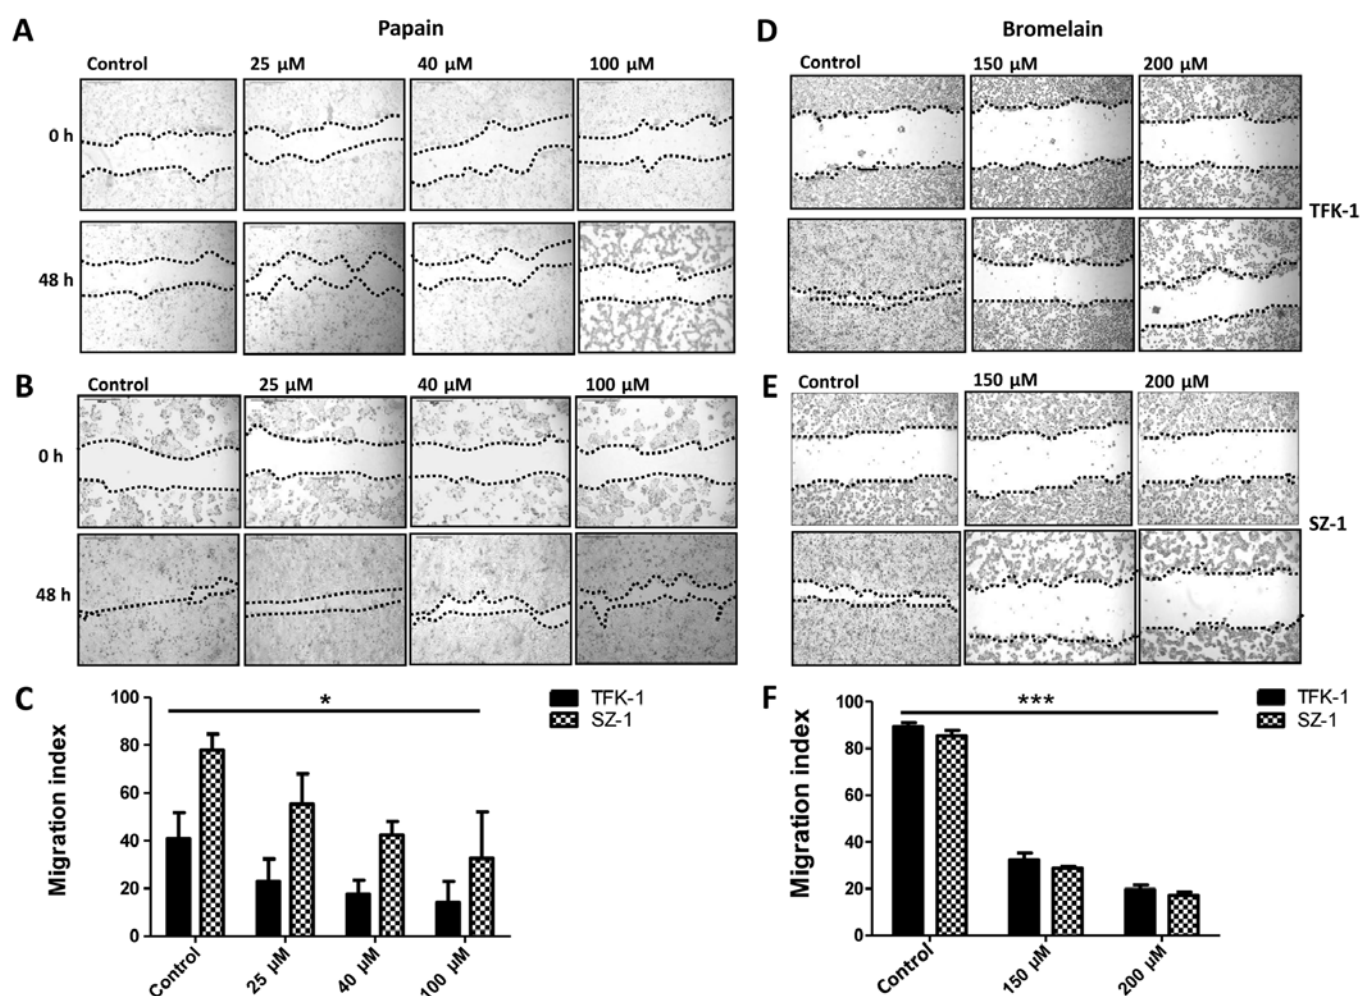 A
Papain
Control
25 μM
40 μM
100 μM
0 h
48 h
B
Control
25 μM
40 μM
100 μM
0 h
48 h
C
Migration index
100
80
60
40
20
0
*
TFK-1
SZ-1
Control
25 μM
40 μM
100 μM
D
Bromelain
Control
150 μM
200 μM
TFK-1
E
Control
150 μM
200 μM
SZ-1
F
Migration index
100
80
60
40
20
0
***
TFK-1
SZ-1
Control
150 μM
200 μM